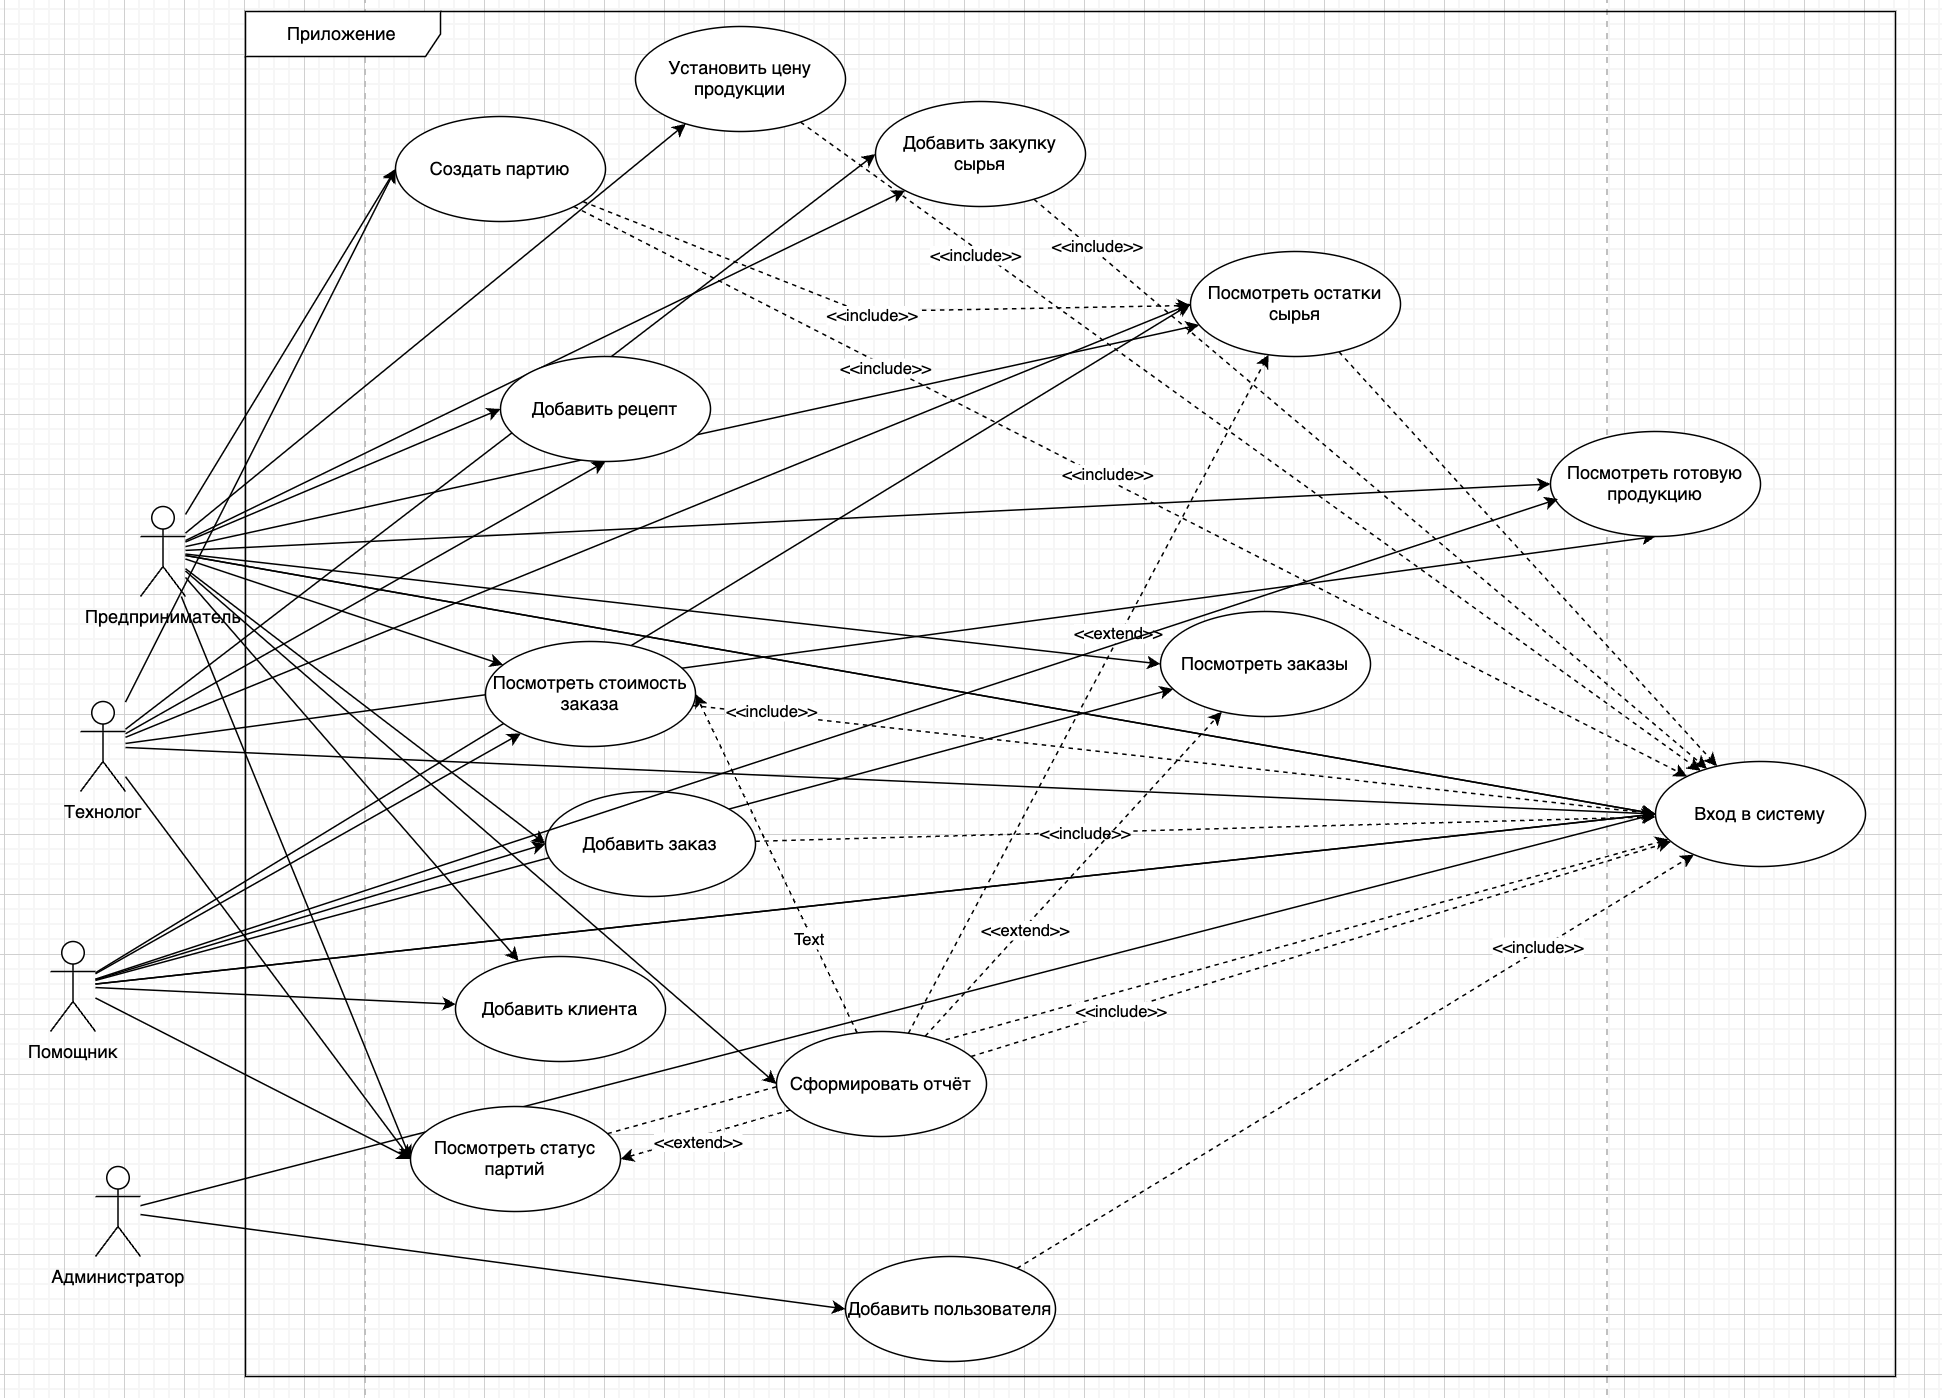 Приложение
Установить цену
продукции
Добавить закупку
сырья
Создать партию
<<include>>
<<include>>
Посмотреть остатки
сырья
<<include>>
<<include>>
Добавить рецепт
<<include>>
Посмотреть готовую
продукцию
Предприниматель
<<extend>>
Посмотреть заказы
Посмотреть стоимость
заказа
<<include>>
Технолог
Вход в систему
<<include>>
Добавить заказ
Text
<<extend>>
<<include>>
Добавить клиента
<<include>>
Помощник
Сформировать отчёт
<<extend>>
Посмотреть статус
партий
Администратор
Добавить пользователя